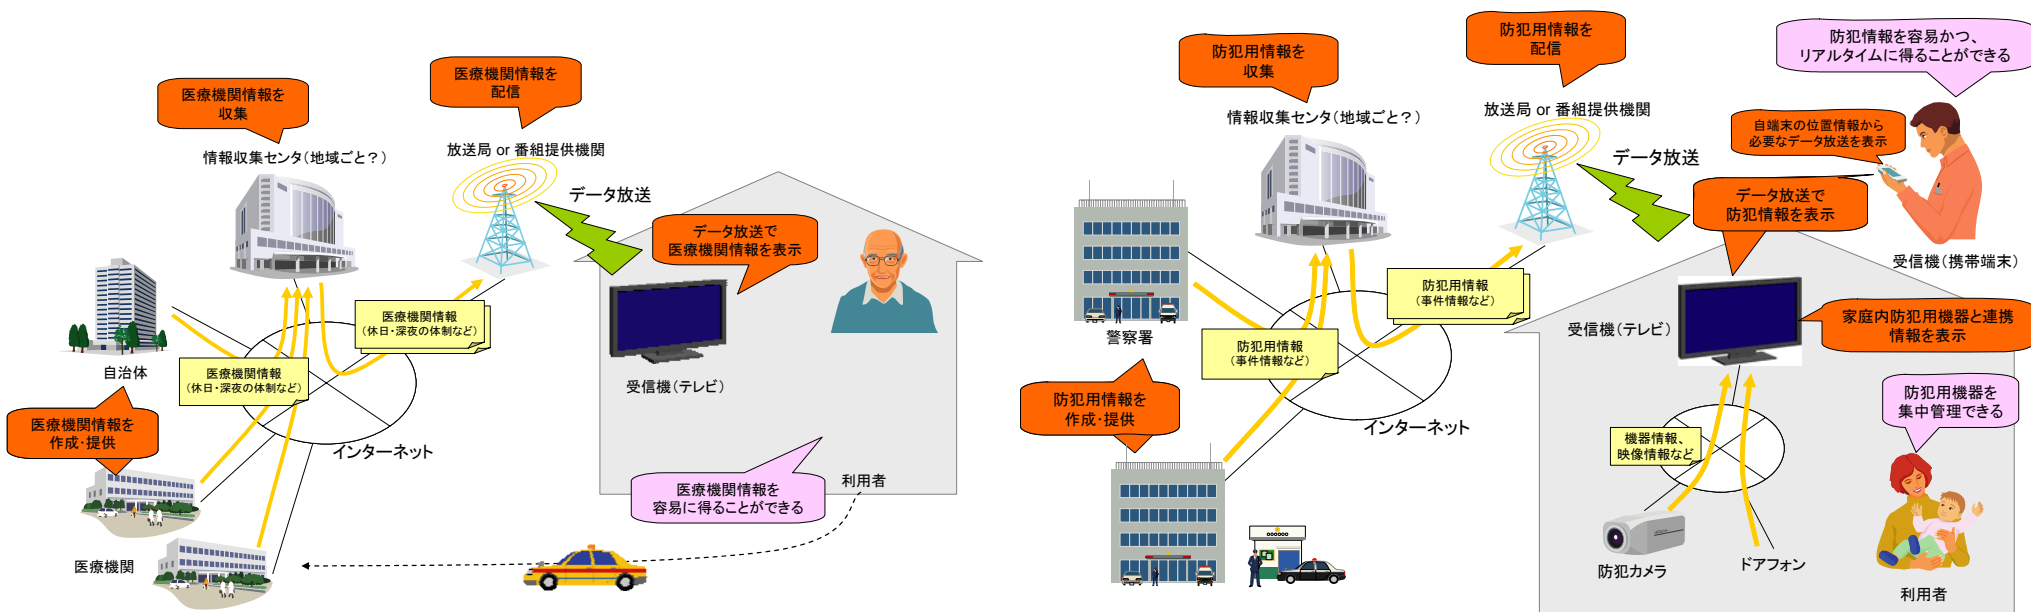 医療機関情報を
収集
医療機関情報を
配信
情報収集センタ(地域ごと？)
放送局 or 番組提供機関
データ放送
データ放送で
医療機関情報を表示
医療機関情報
(休日・深夜の体制など)
自治体
医療機関情報
(休日・深夜の体制など)
受信機(テレビ)
医療機関情報を
作成・提供
インターネット
医療機関情報を
容易に得ることができる
利用者
医療機関
防犯用情報を
収集
防犯用情報を
配信
防犯情報を容易かつ、
リアルタイムに得ることができる
情報収集センタ(地域ごと？)
放送局 or 番組提供機関
自端末の位置情報から
必要なデータ放送を表示
データ放送
データ放送で
防犯情報を表示
受信機(携帯端末)
防犯用情報
(事件情報など)
警察署
防犯用情報
(事件情報など)
受信機(テレビ)
家庭内防犯用機器と連携
情報を表示
防犯用情報を
作成・提供
インターネット
防犯用機器を
集中管理できる
機器情報、
映像情報など
防犯カメラ
ドアフォン
利用者